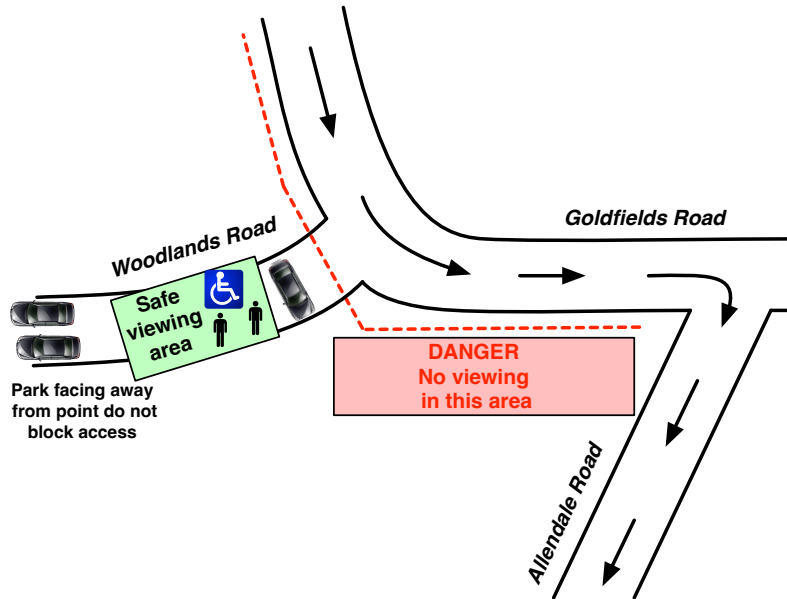 Goldfields Road
Woodlands Road
Safe
viewing
area
Park facing away
from point do not
block access
DANGER
No viewing
in this area
Allendale Road